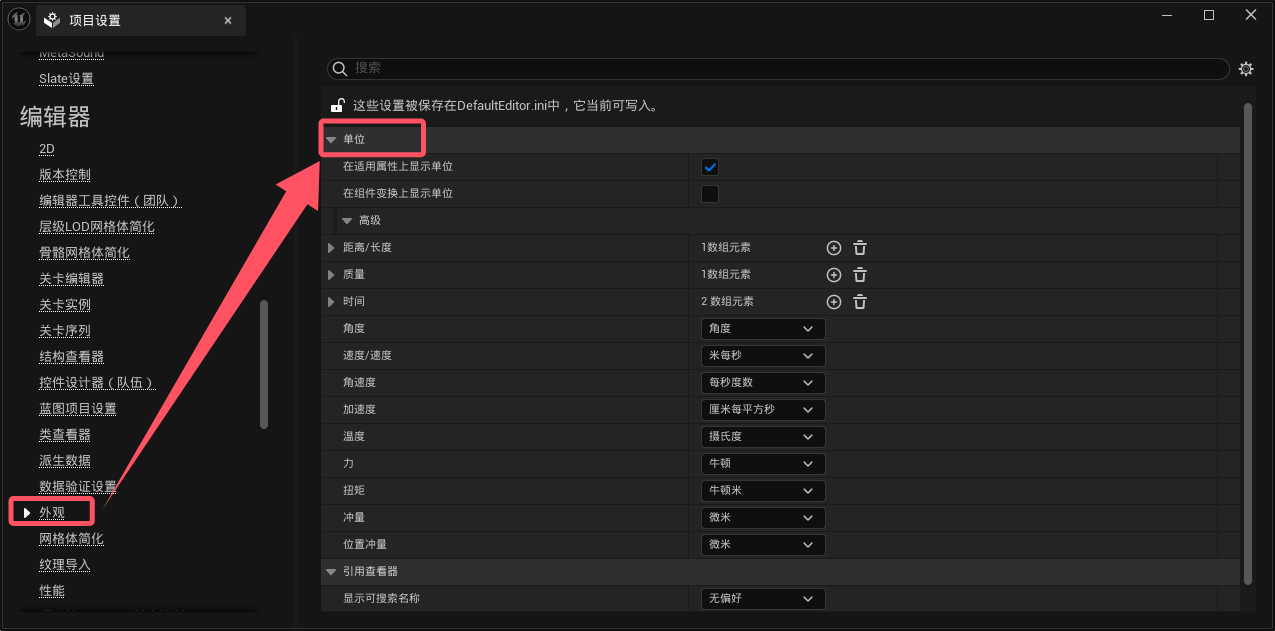 项目设置
MetaSound
Slate设置
编辑器
2D
版本控制
编辑器工具控件（团队）
层级LOD网格体简化
骨骼网格体简化
关卡编辑器
关卡实例
关卡序列
结构查看器
控件设计器（队伍）
蓝图项目设置
类查看器
派生数据
数据验证设置
外观
网格体简化
纹理导入
性能
搜索
这些设置被保存在DefaultEditor.ini中，它当前可写入。
单位
在适用属性上显示单位
在组件变换上显示单位
高级
距离/长度 1数组元素
质量 1数组元素
时间 2 数组元素
角度 角度
速度/速度 米每秒
角速度 每秒度数
加速度 厘米每平方秒
温度 摄氏度
力 牛顿
扭矩 牛顿米
冲量 微米
位置冲量 微米
引用查看器
显示可搜索名称 无偏好